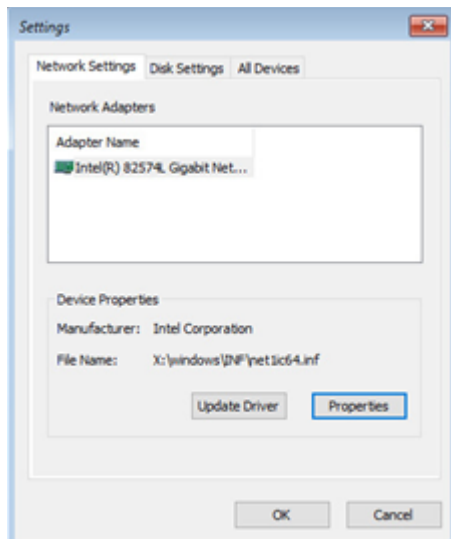 Settings
Network Settings Disk Settings All Devices
Network Adapters
Adapter Name
Intel(R) 82574L Gigabit Net...
Device Properties
Manufacturer: Intel Corporation
File Name: X:\windows\INF\net1ic64.inf
Update Driver Properties
OK Cancel